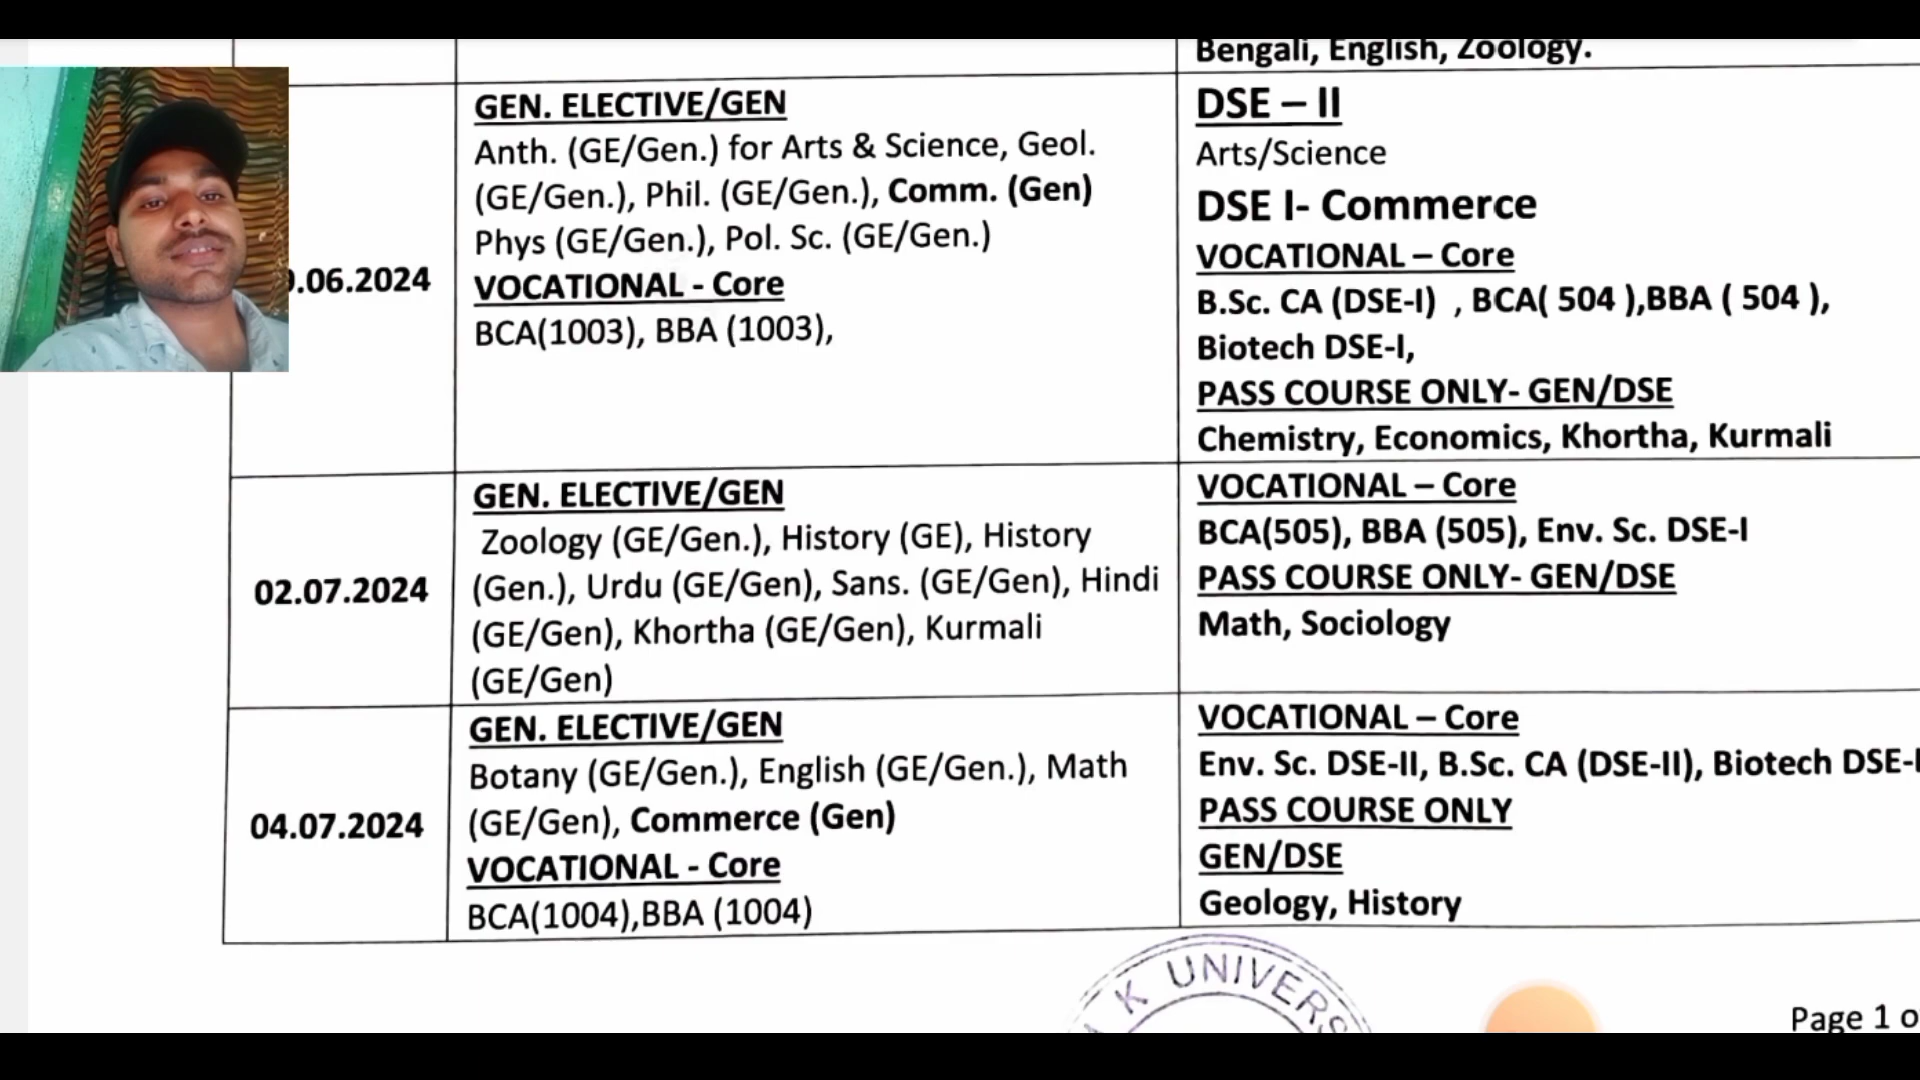 Bengali, English, Zoology.
GEN. ELECTIVE/GEN
Anth. (GE/Gen.) for Arts & Science, Geol.
(GE/Gen.), Phil. (GE/Gen.), Comm. (Gen)
Phys (GE/Gen.), Pol. Sc. (GE/Gen.)
VOCATIONAL - Core
BCA(1003), BBA (1003),
.06.2024
DSE – II
Arts/Science
DSE I- Commerce
VOCATIONAL – Core
B.Sc. CA (DSE-I) , BCA( 504 ),BBA ( 504 ),
Biotech DSE-I,
PASS COURSE ONLY- GEN/DSE
Chemistry, Economics, Khortha, Kurmali
02.07.2024
GEN. ELECTIVE/GEN
Zoology (GE/Gen.), History (GE), History
(Gen.), Urdu (GE/Gen), Sans. (GE/Gen), Hindi
(GE/Gen), Khortha (GE/Gen), Kurmali
(GE/Gen)
VOCATIONAL – Core
BCA(505), BBA (505), Env. Sc. DSE-I
PASS COURSE ONLY- GEN/DSE
Math, Sociology
04.07.2024
GEN. ELECTIVE/GEN
Botany (GE/Gen.), English (GE/Gen.), Math
(GE/Gen), Commerce (Gen)
VOCATIONAL - Core
BCA(1004),BBA (1004)
VOCATIONAL – Core
Env. Sc. DSE-II, B.Sc. CA (DSE-II), Biotech DSE-
PASS COURSE ONLY
GEN/DSE
Geology, History
K UNIVERS
Page 1 o